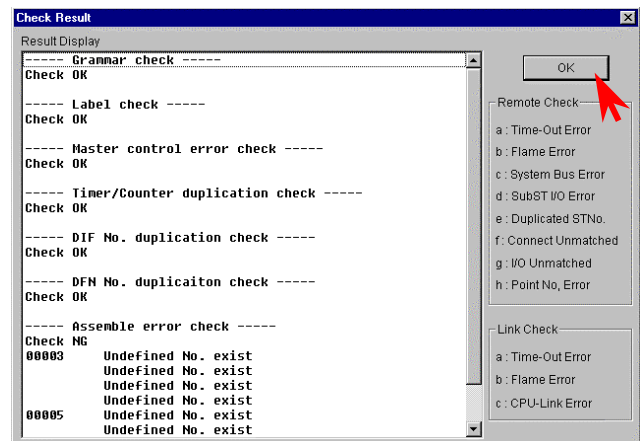 Check Result
Result Display
----- Grammar check -----
Check OK
----- Label check -----
Check OK
----- Master control error check -----
Check OK
----- Timer/Counter duplication check -----
Check OK
----- DIF No. duplication check -----
Check OK
----- DFN No. duplicaiton check -----
Check OK
----- Assemble error check -----
Check NG
00003 Undefined No. exist
Undefined No. exist
Undefined No. exist
Undefined No. exist
00005 Undefined No. exist
Undefined No. exist
OK
Remote Check
a : Time-Out Error
b : Flame Error
c : System Bus Error
d : SubST I/O Error
e : Duplicated STNo.
f : Connect Unmatched
g : I/O Unmatched
h : Point No, Error
Link Check
a : Time-Out Error
b : Flame Error
c : CPU-Link Error